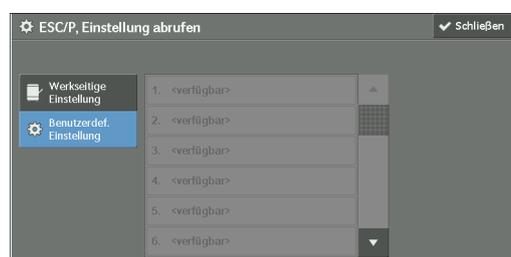 ESC/P, Einstellung abrufen
Schließen
Werkseitige
Einstellung
Benutzerdef.
Einstellung
1. <verfügbar>
2. <verfügbar>
3. <verfügbar>
4. <verfügbar>
5. <verfügbar>
6. <verfügbar>